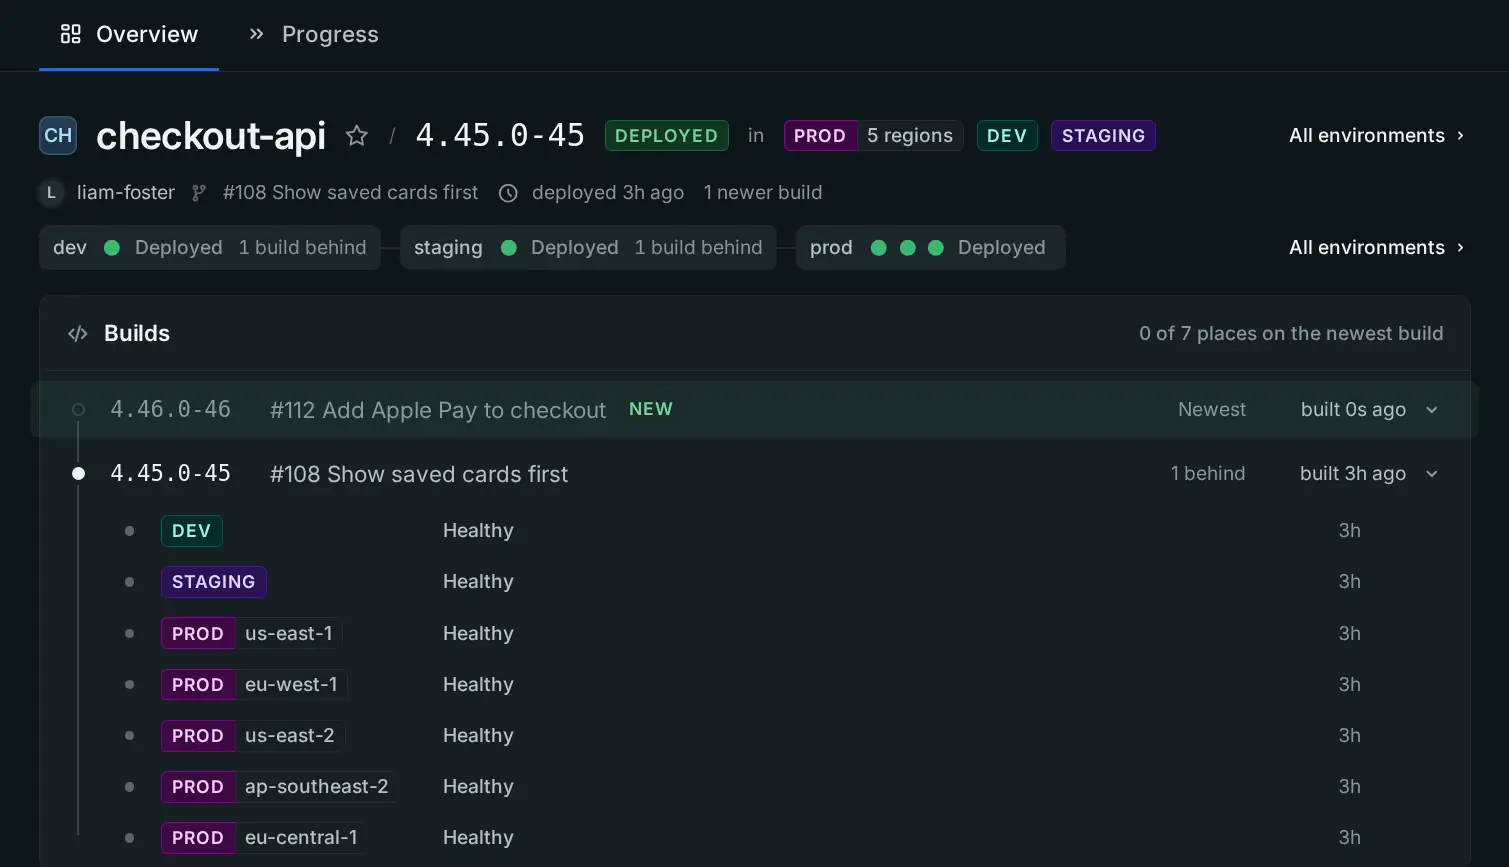 Overview Progress
CH checkout-api / 4.45.0-45 DEPLOYED in PROD 5 regions DEV STAGING All environments
L liam-foster #108 Show saved cards first deployed 3h ago 1 newer build
dev Deployed 1 build behind staging Deployed 1 build behind prod Deployed All environments
Builds 0 of 7 places on the newest build
4.46.0-46 #112 Add Apple Pay to checkout NEW Newest built 0s ago
4.45.0-45 #108 Show saved cards first 1 behind built 3h ago
DEV Healthy 3h
STAGING Healthy 3h
PROD us-east-1 Healthy 3h
PROD eu-west-1 Healthy 3h
PROD us-east-2 Healthy 3h
PROD ap-southeast-2 Healthy 3h
PROD eu-central-1 Healthy 3h